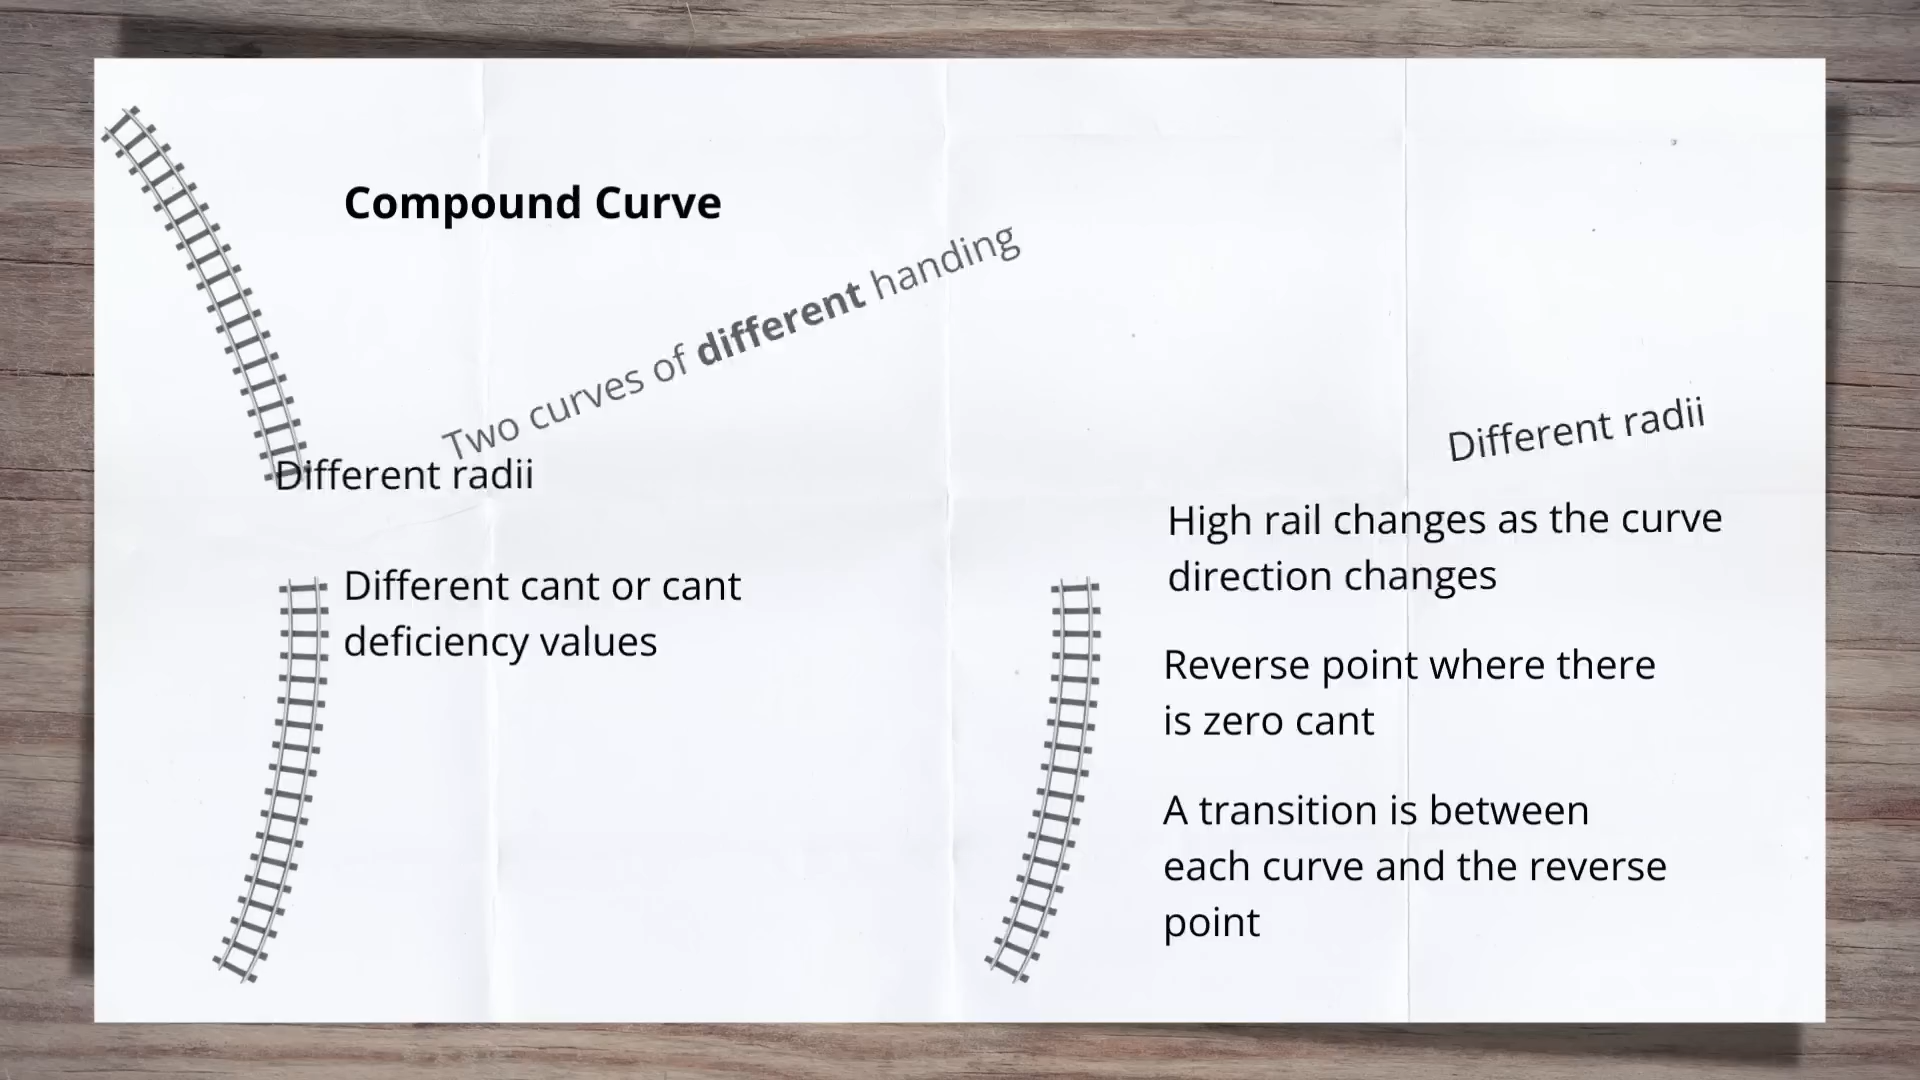 Compound Curve
Two curves of different handing
Different radii
Different cant or cant
deficiency values
Different radii
High rail changes as the curve
direction changes
Reverse point where there
is zero cant
A transition is between
each curve and the reverse
point